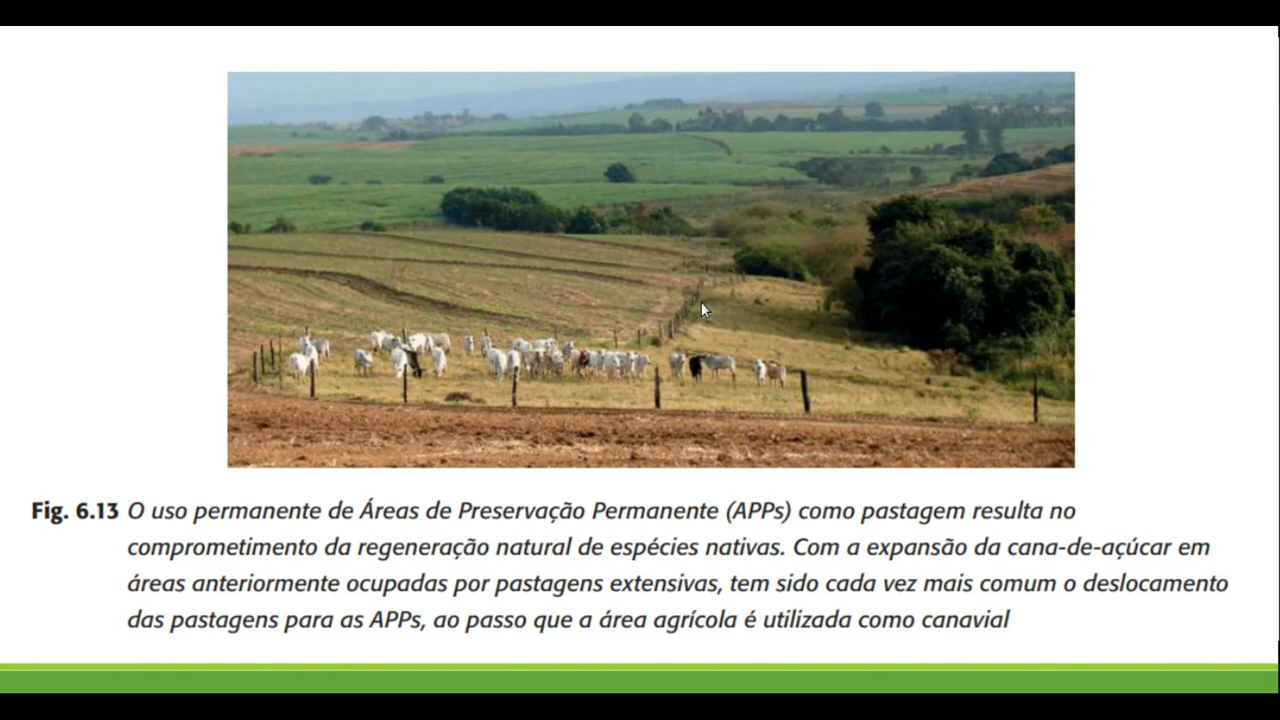 Fig. 6.13 O uso permanente de Áreas de Preservação Permanente (APPs) como pastagem resulta no
comprometimento da regeneração natural de espécies nativas. Com a expansão da cana-de-açúcar em
áreas anteriormente ocupadas por pastagens extensivas, tem sido cada vez mais comum o deslocamento
das pastagens para as APPs, ao passo que a área agrícola é utilizada como canavial